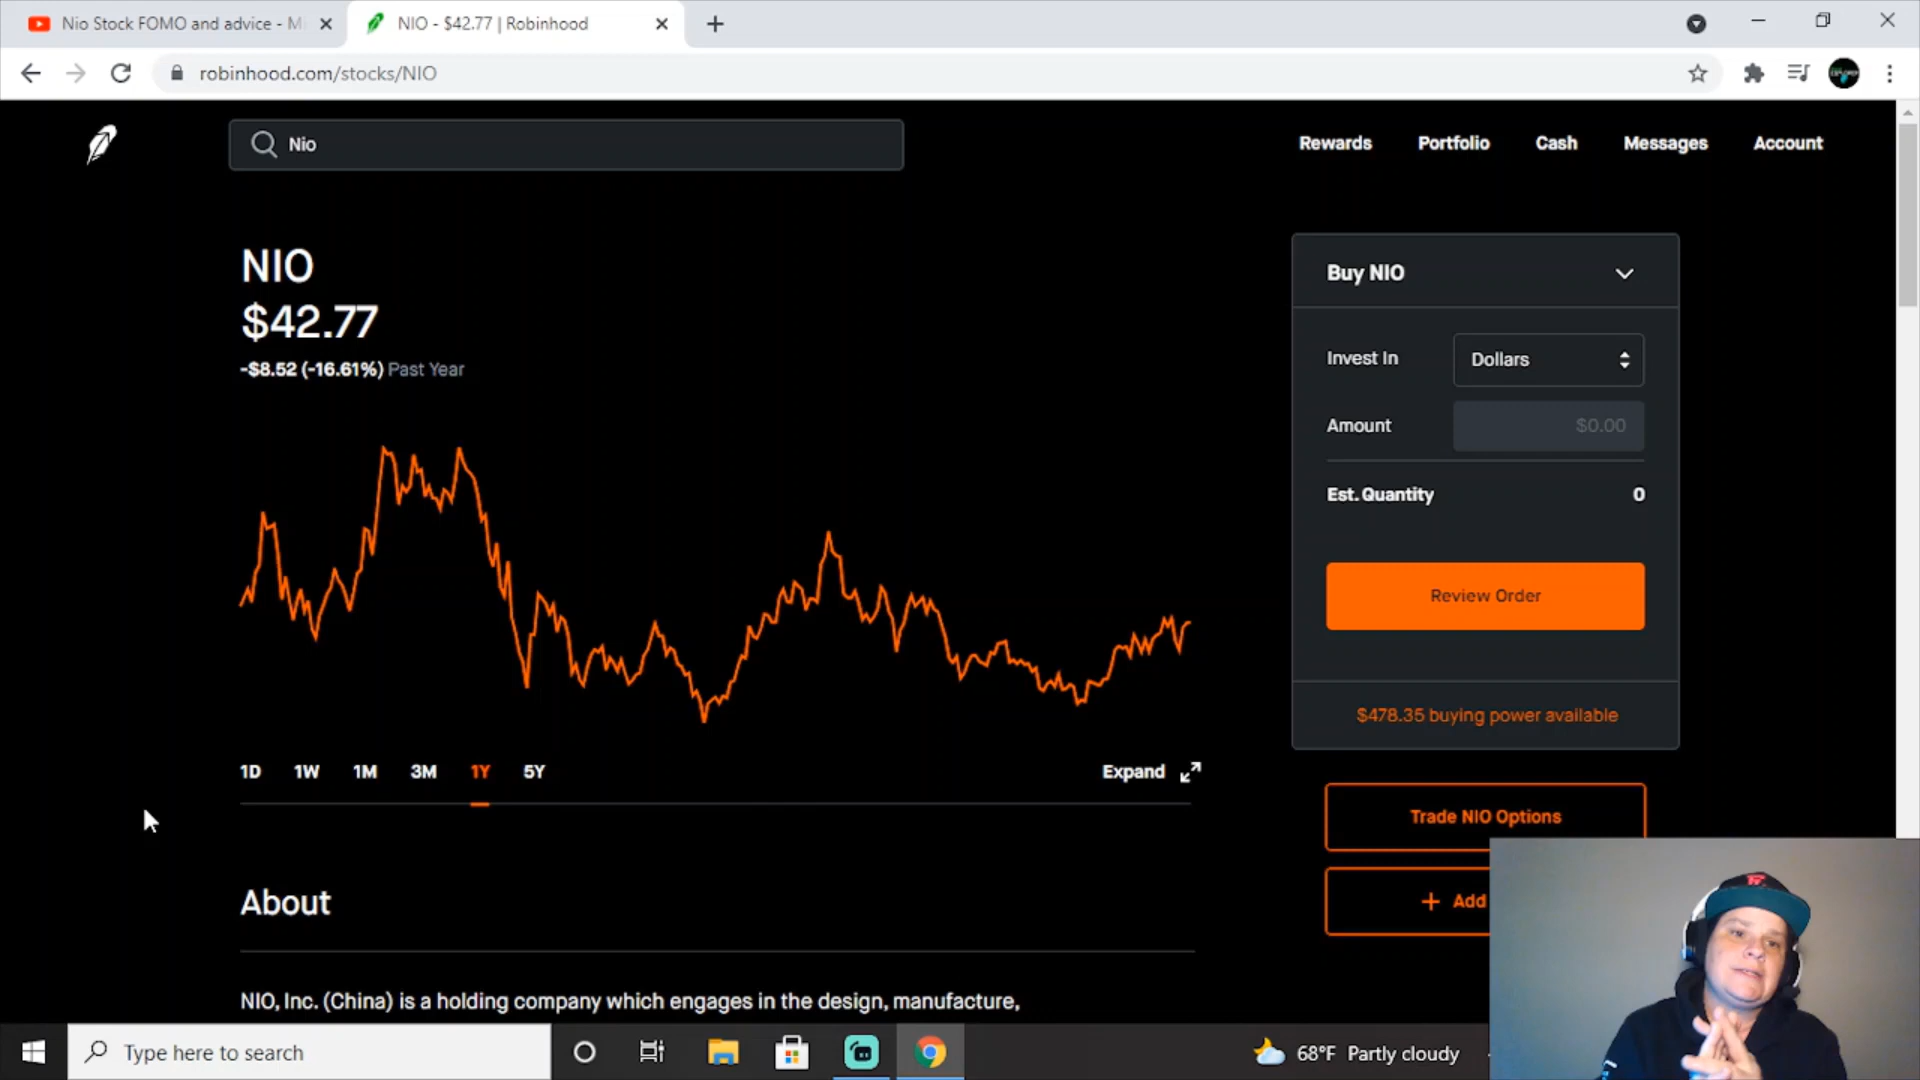 Nio Stock FOMO and advice - M
NIO - $42.77 | Robinhood
robinhood.com/stocks/NIO
Nio
Rewards Portfolio Cash Messages Account
NIO
$42.77
-$8.52 (-16.61%) Past Year
Buy NIO
Invest In Dollars
Amount $0.00
Est. Quantity 0
Review Order
$478.35 buying power available
1D 1W 1M 3M 1Y 5Y
Expand
Trade NIO Options
+ Add
About
NIO, Inc. (China) is a holding company which engages in the design, manufacture,
Type here to search
68°F Partly cloudy